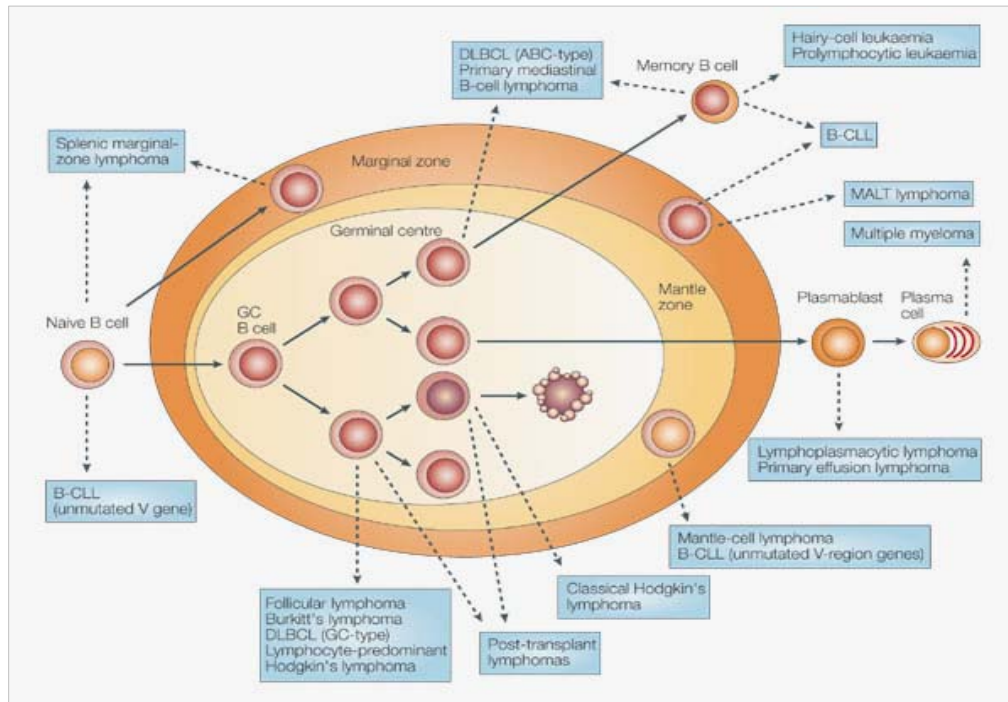 DLBCL (ABC-type)
Primary mediastinal
B-cell lymphoma
Memory B cell
Hairy-cell leukaemia
Prolymphocytic leukaemia
Splenic marginal-
zone lymphoma
B-CLL
Marginal zone
MALT lymphoma
Germinal centre
Multiple myeloma
Naive B cell
GC
B cell
Mantle
zone
Plasmablast
Plasma
cell
Lymphoplasmacytic lymphoma
Primary effusion lymphoma
B-CLL
(unmutated V gene)
Mantle-cell lymphoma
B-CLL (unmutated V-region genes)
Classical Hodgkin's
lymphoma
Follicular lymphoma
Burkitt's lymphoma
DLBCL (GC-type)
Lymphocyte-predominant
Hodgkin's lymphoma
Post-transplant
lymphomas